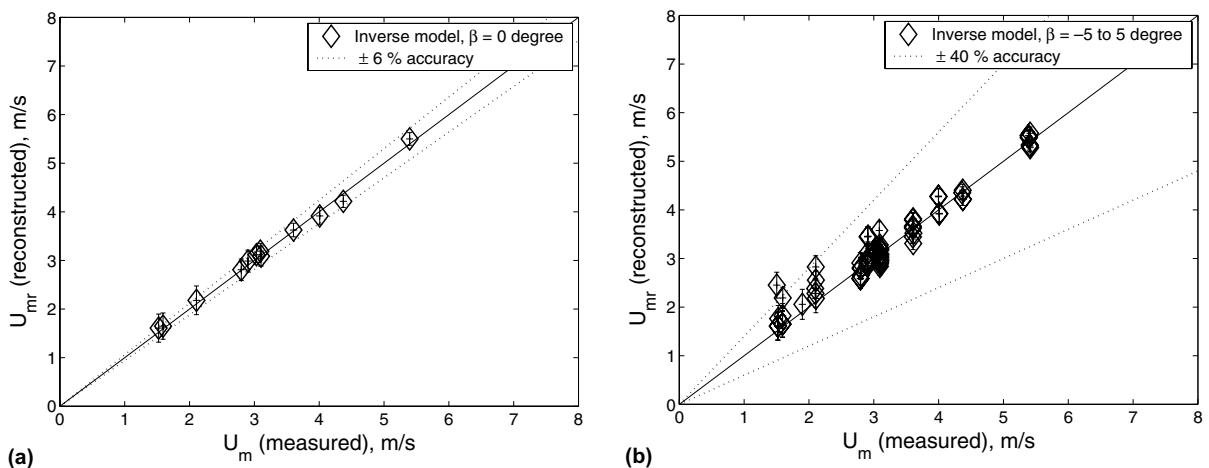 8
7
6
5
4
3
2
1
0
U_mr (reconstructed), m/s
Inverse model, β = 0 degree
± 6 % accuracy
0 1 2 3 4 5 6 7 8
U_m (measured), m/s
(a)
8
7
6
5
4
3
2
1
0
U_mr (reconstructed), m/s
Inverse model, β = –5 to 5 degree
± 40 % accuracy
0 1 2 3 4 5 6 7 8
U_m (measured), m/s
(b)